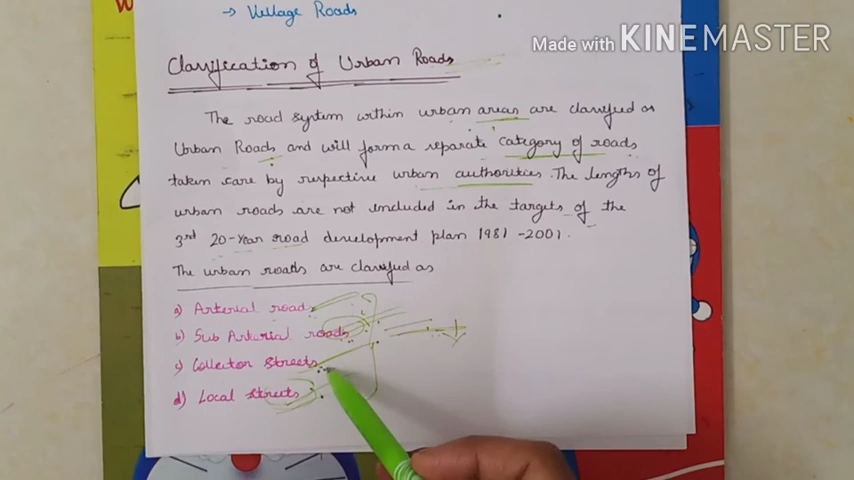 → Village Roads
Made with KINEMASTER
Classification of Urban Roads
The road system within urban areas are classified as
Urban Roads and will form a separate category of roads
taken care by respective urban authorities. The lengths of
urban roads are not included in the targets of the
3rd 20-Year road development plan 1981-2001.
The urban roads are classified as
a) Arterial roads
b) Sub Arterial roads
c) Collector Streets
d) Local Streets